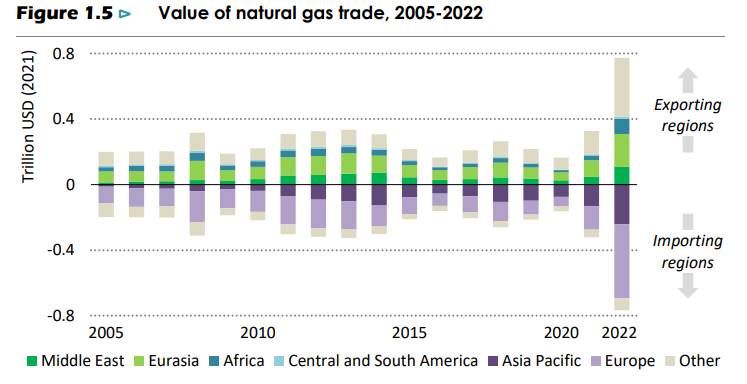 Figure 1.5 ▷ Value of natural gas trade, 2005-2022
Trillion USD (2021)
0.8
0.4
0
-0.4
-0.8
Exporting
regions
Importing
regions
2005 2010 2015 2020 2022
Middle East Eurasia Africa Central and South America Asia Pacific Europe Other